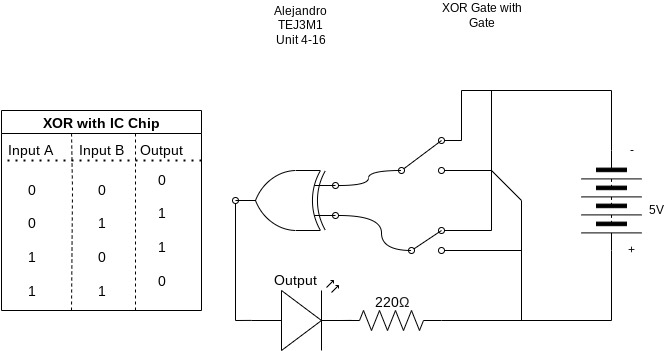 Alejandro
TEJ3M1
Unit 4-16
XOR Gate with
Gate
XOR with IC Chip
Input A Input B Output
0 0 0
0 1 1
1 0 1
1 1 0
-
5V
+
Output
220Ω